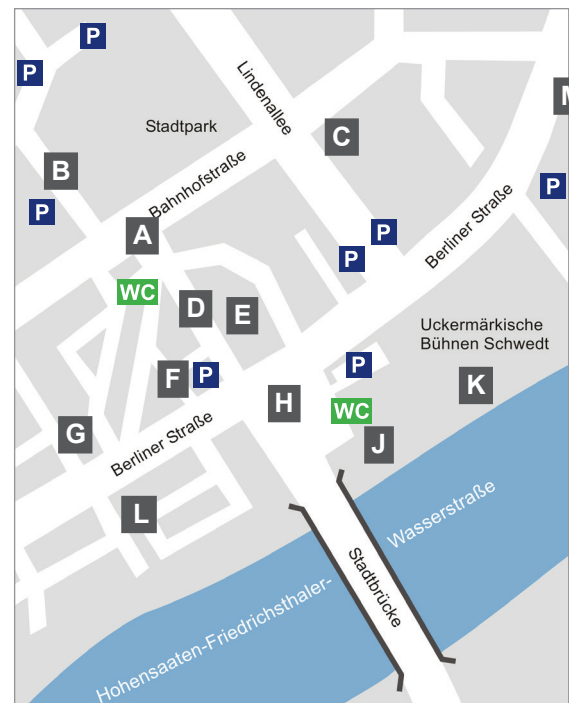 P
P
Lindenallee
M
Stadtpark
C
B
Bahnhofstraße
P
P
A
P
Berliner Straße
P
WC
D
E
Uckermärkische
Bühnen Schwedt
P
F
P
K
H
WC
G
J
Berliner Straße
L
Wasserstraße
Stadtbrücke
Hohensaaten-Friedrichsthaler-